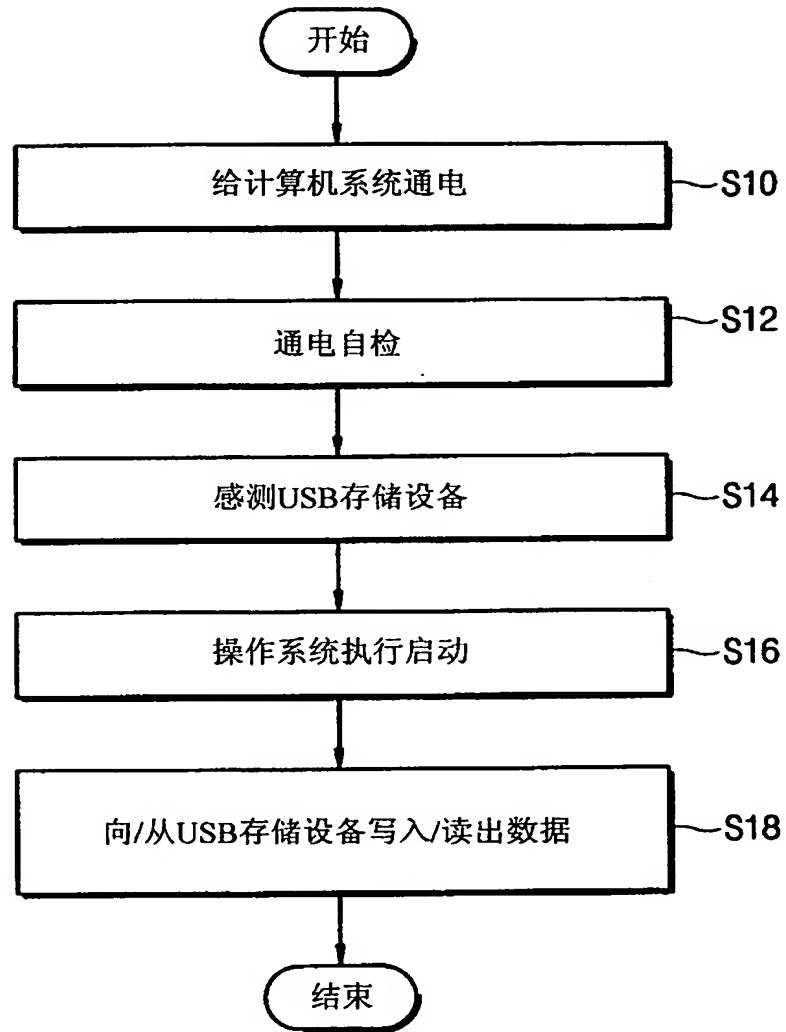 开始
给计算机系统通电
S10
通电自检
S12
感测USB存储设备
S14
操作系统执行启动
S16
向/从USB存储设备写入/读出数据
S18
结束